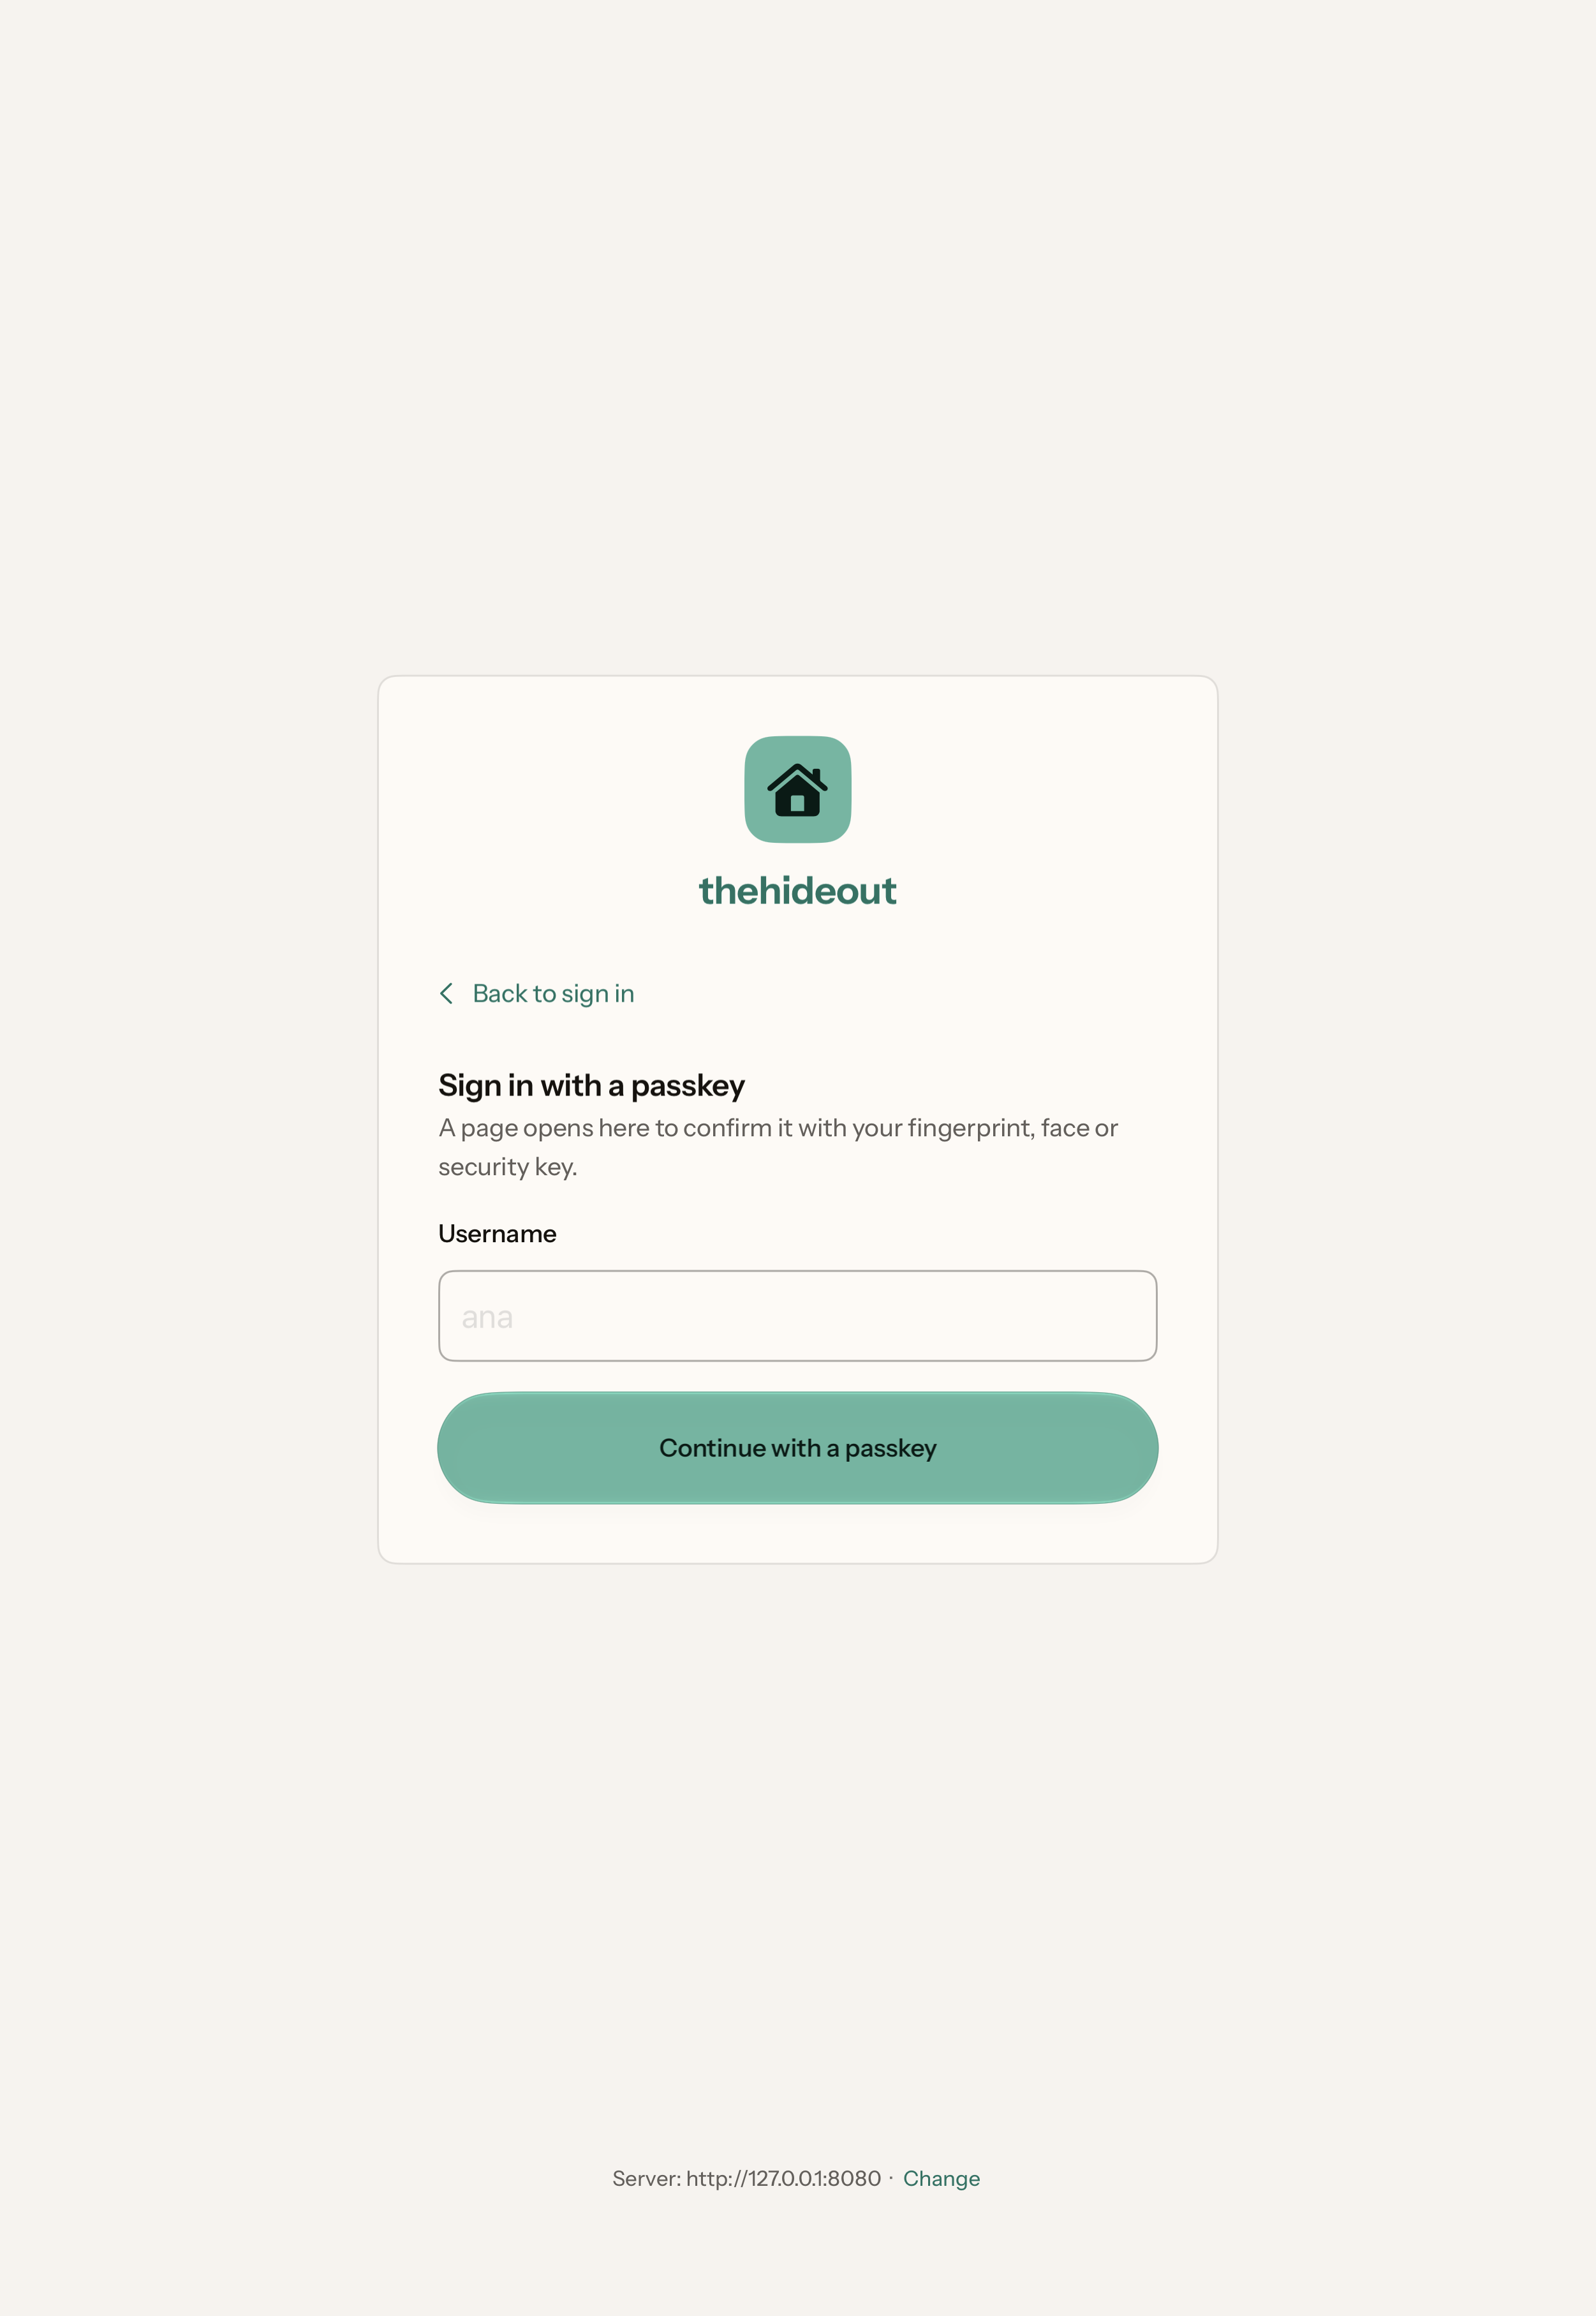 thehideout
Back to sign in
Sign in with a passkey
A page opens here to confirm it with your fingerprint, face or
security key.
Username
ana
Continue with a passkey
Server: http://127.0.0.1:8080 · Change